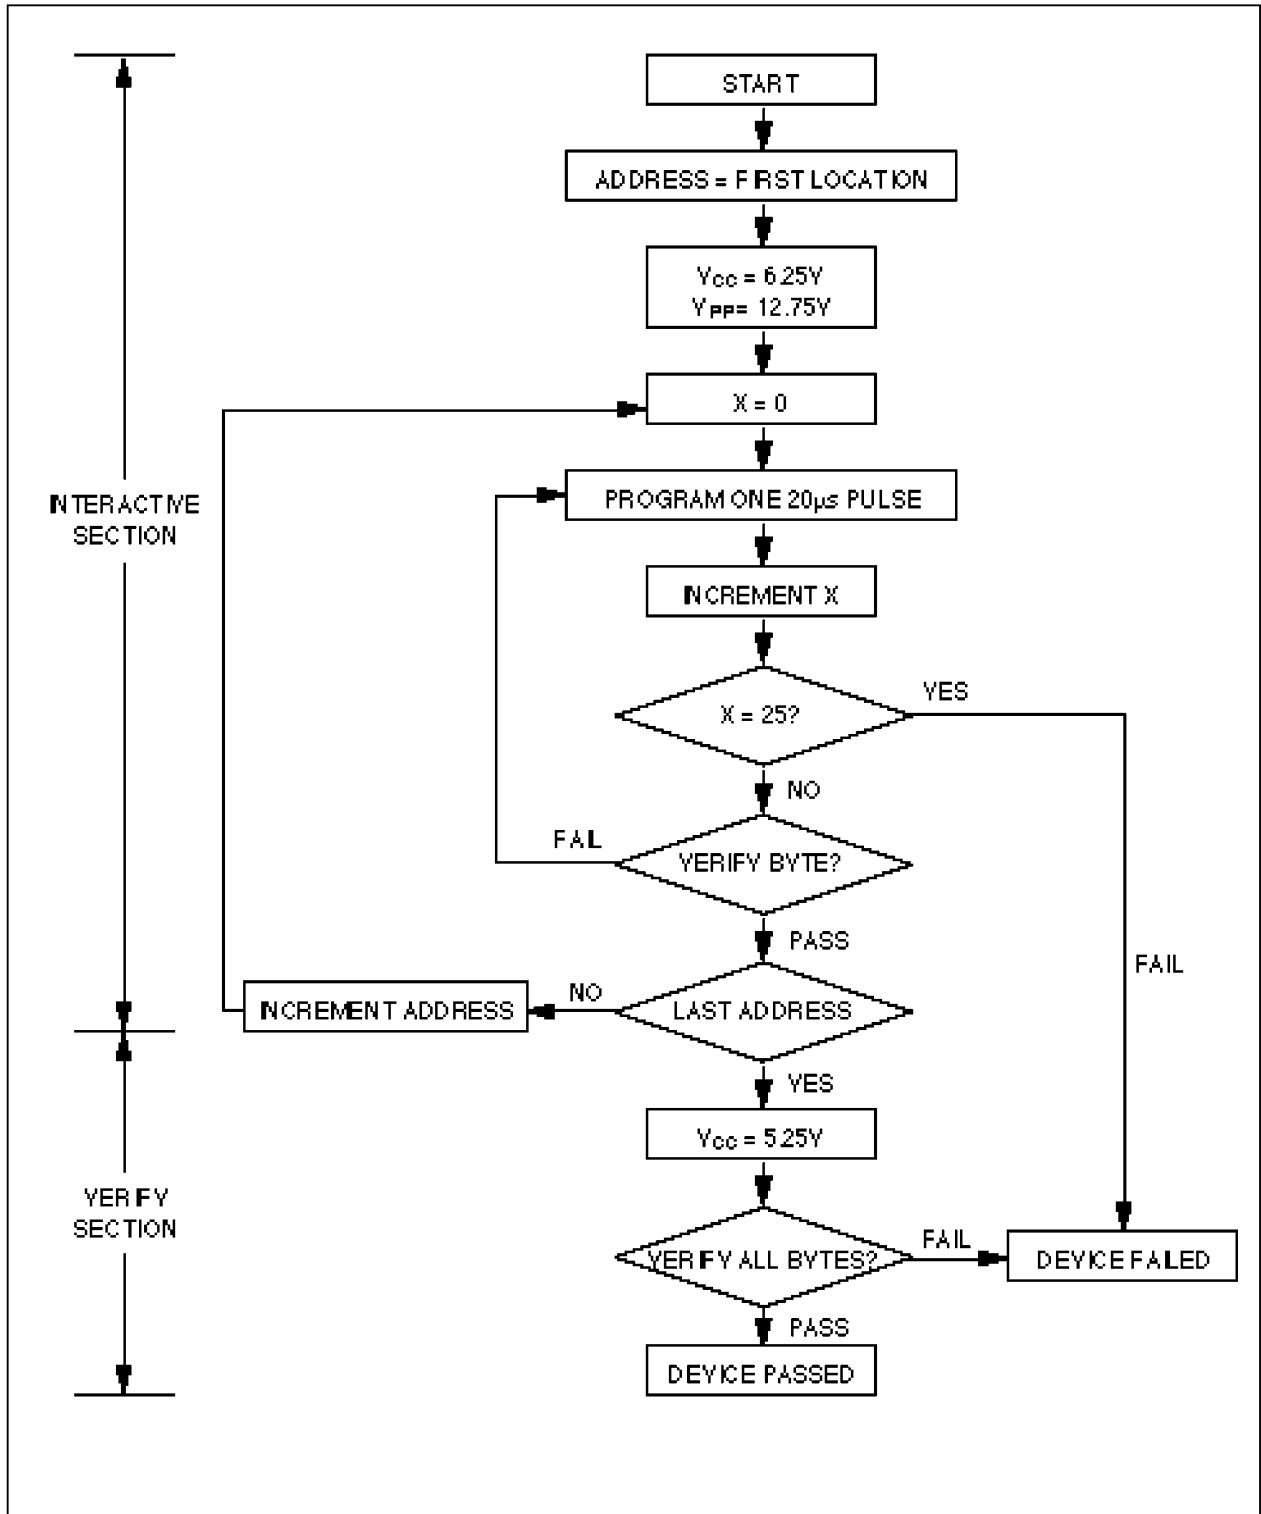 START
ADDRESS = FIRST LOCATION
VCC = 6.25V
VPP= 12.75V
X = 0
PROGRAM ONE 20µs PULSE
INTERACTIVE
SECTION
INCREMENT X
X = 25?
YES
NO
VERIFY BYTE?
FAIL
PASS
FAIL
LAST ADDRESS
NO
INCREMENT ADDRESS
YES
VCC = 5.25V
VERIFY
SECTION
VERIFY ALL BYTES?
FAIL
DEVICE FAILED
PASS
DEVICE PASSED